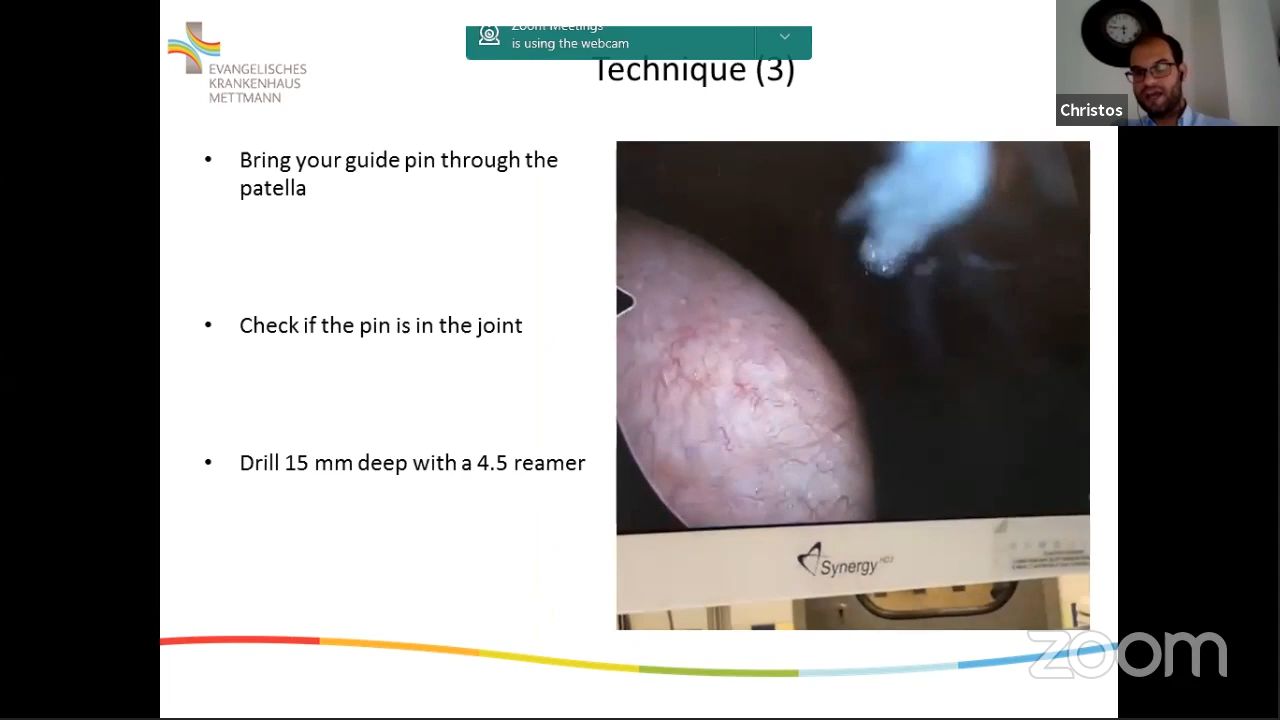 Zoom Meetings
is using the webcam
EVANGELISCHES
KRANKENHAUS
METTMANN
Technique (3)
Christos
• Bring your guide pin through the
patella
• Check if the pin is in the joint
• Drill 15 mm deep with a 4.5 reamer
Synergy HD3
zoom